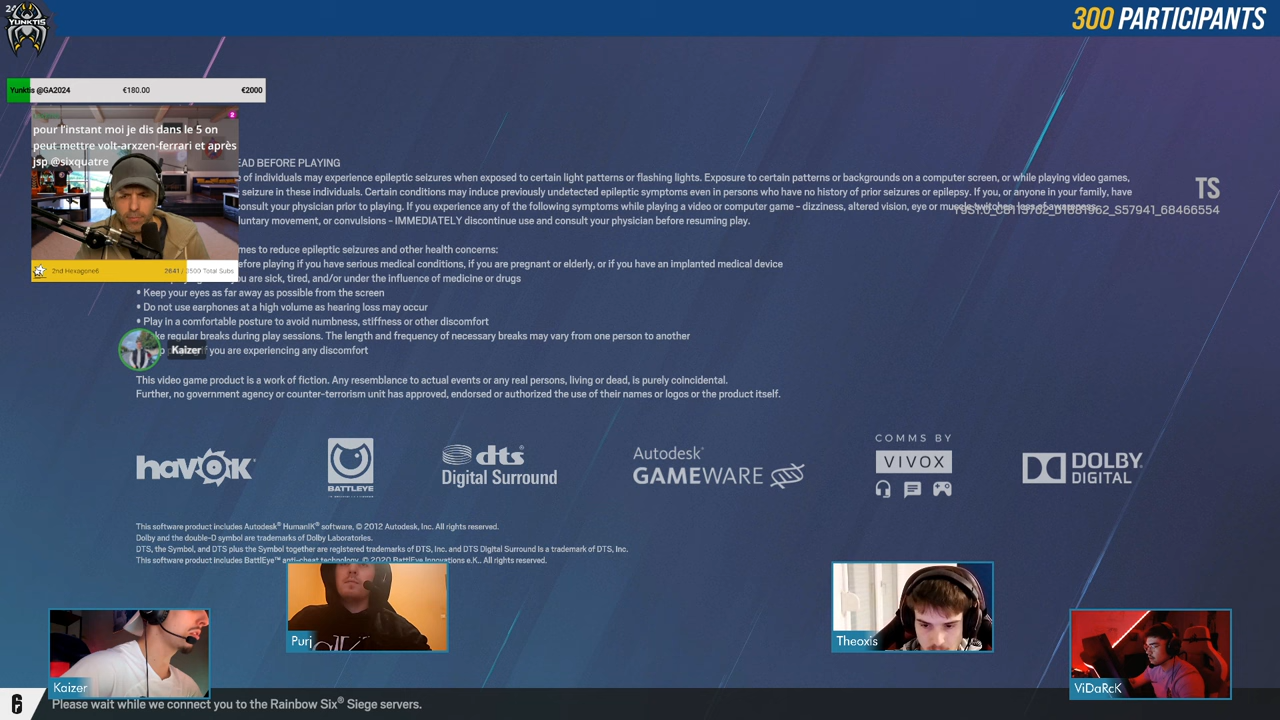 24
YUNKTIS
300 PARTICIPANTS
Yunktis @GA2024 €180.00 €2000
2
pour l'instant moi je dis dans le 5 on
peut mettre volt-arxzen-ferrari et après
jsp @sixquatre
EAD BEFORE PLAYING
e of individuals may experience epileptic seizures when exposed to certain light patterns or flashing lights. Exposure to certain patterns or backgrounds on a computer screen, or while playing video games,
seizure in these individuals. Certain conditions may induce previously undetected epileptic symptoms even in persons who have no history of prior seizures or epilepsy. If you, or anyone in your family, have
onsult your physician prior to playing. If you experience any of the following symptoms while playing a video or computer game - dizziness, altered vision, eye or muscle twitches, loss of awareness,
luntary movement, or convulsions - IMMEDIATELY discontinue use and consult your physician before resuming play.
TS
mes to reduce epileptic seizures and other health concerns:
efore playing if you have serious medical conditions, if you are pregnant or elderly, or if you have an implanted medical device
u are sick, tired, and/or under the influence of medicine or drugs
2nd Hexagone6 2641 / 3500 Total Subs
• Keep your eyes as far away as possible from the screen
• Do not use earphones at a high volume as hearing loss may occur
• Play in a comfortable posture to avoid numbness, stiffness or other discomfort
ke regular breaks during play sessions. The length and frequency of necessary breaks may vary from one person to another
Kaizer if you are experiencing any discomfort
This video game product is a work of fiction. Any resemblance to actual events or any real persons, living or dead, is purely coincidental.
Further, no government agency or counter-terrorism unit has approved, endorsed or authorized the use of their names or logos or the product itself.
havok
BATTLEYE
dts
Digital Surround
Autodesk®
GAMEWARE
COMMS BY
VIVOX
DOLBY
DIGITAL
This software product includes Autodesk® HumanIK® software, © 2012 Autodesk, Inc. All rights reserved.
Dolby and the double-D symbol are trademarks of Dolby Laboratories.
DTS, the Symbol, and DTS plus the Symbol together are registered trademarks of DTS, Inc. and DTS Digital Surround is a trademark of DTS, Inc.
This software product includes BattlEye™ anti-cheat technology. © 2020 BattlEye Innovations e.K.. All rights reserved.
Purj
Theoxis
Kaizer
ViDaRcK
Please wait while we connect you to the Rainbow Six® Siege servers.